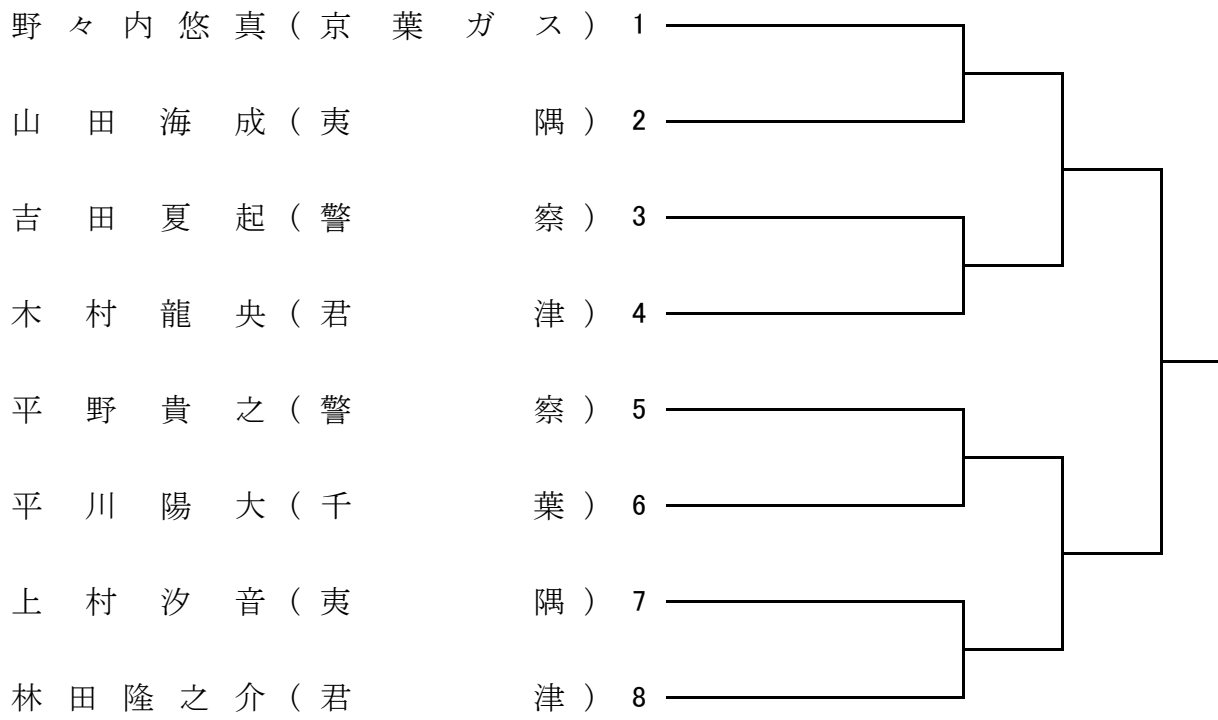 野々内悠真(京葉ガス) 1
山田海成(夷隅) 2
吉田夏起(警察) 3
木村龍央(君津) 4
平野貴之(警察) 5
平川陽大(千葉) 6
上村汐音(夷隅) 7
林田隆之介(君津) 8